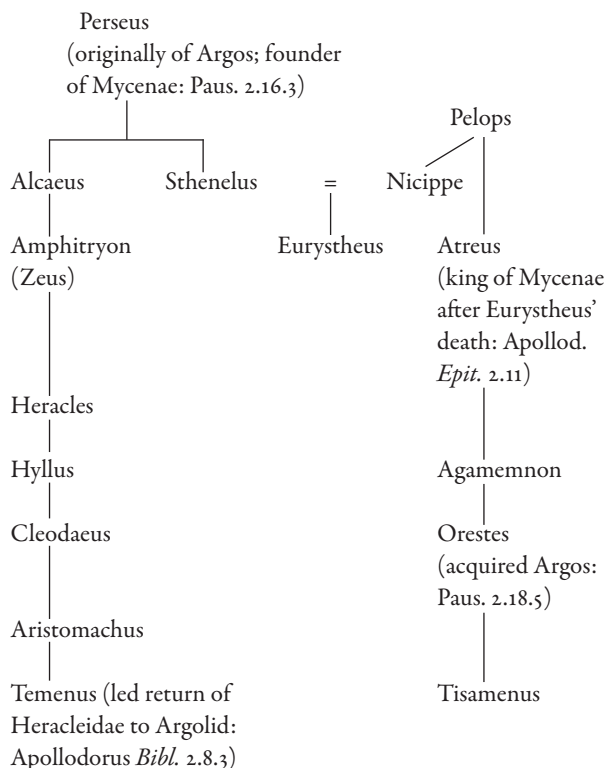 Perseus
(originally of Argos; founder
of Mycenae: Paus. 2.16.3)
Pelops
Alcaeus
Sthenelus
=
Nicippe
Amphitryon
(Zeus)
Eurystheus
Atreus
(king of Mycenae
after Eurystheus’
death: Apollod.
Epit. 2.11)
Heracles
Hyllus
Agamemnon
Cleodaeus
Orestes
(acquired Argos:
Paus. 2.18.5)
Aristomachus
Temenus (led return of
Heracleidae to Argolid:
Apollodorus Bibl. 2.8.3)
Tisamenus